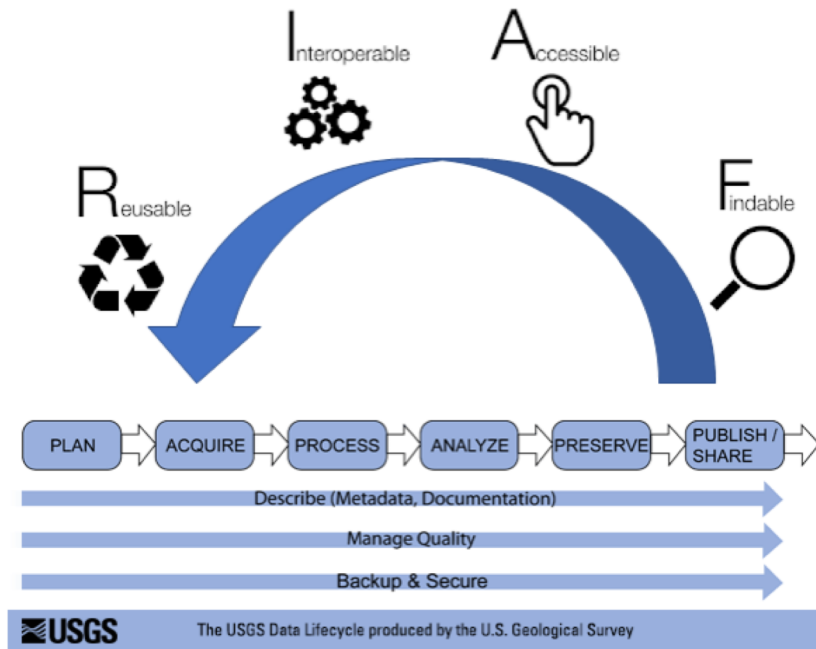 Interoperable
Accessible
Reusable
Findable
PLAN
ACQUIRE
PROCESS
ANALYZE
PRESERVE
PUBLISH /
SHARE
Describe (Metadata, Documentation)
Manage Quality
Backup & Secure
USGS
The USGS Data Lifecycle produced by the U.S. Geological Survey